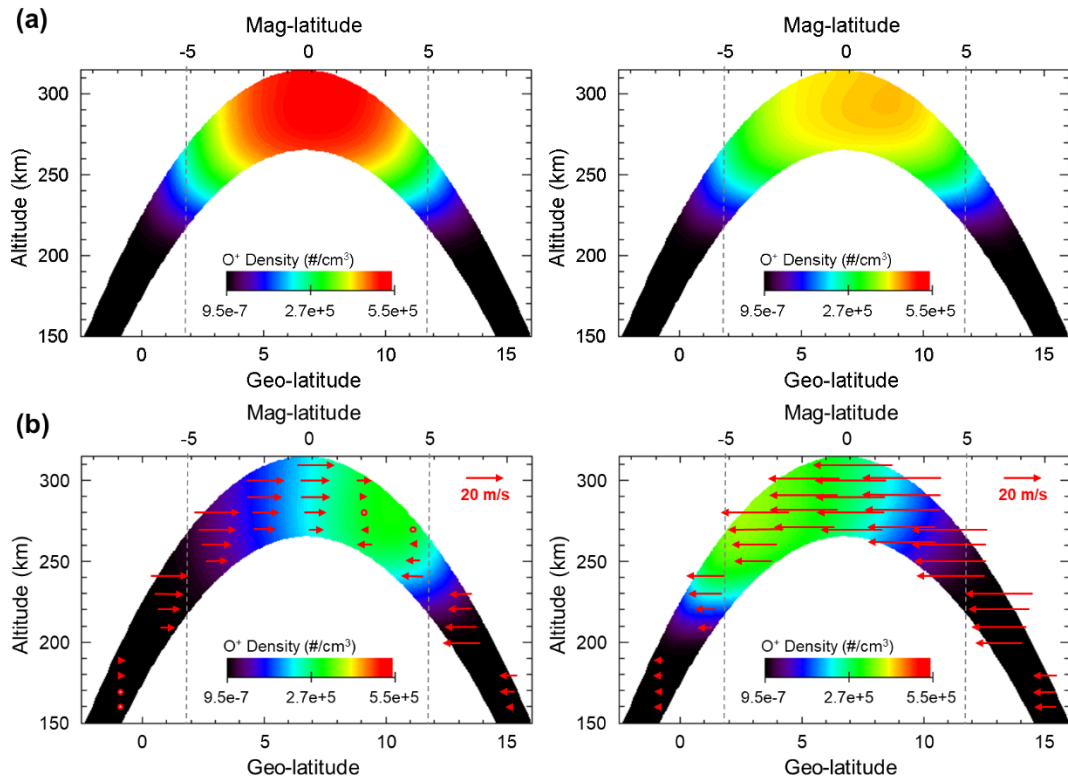 (a)
Mag-latitude
-5 0 5
Altitude (km)
300
250
200
150
O⁺ Density (#/cm³)
9.5e-7 2.7e+5 5.5e+5
0 5 10 15
Geo-latitude
Mag-latitude
-5 0 5
Altitude (km)
300
250
200
150
O⁺ Density (#/cm³)
9.5e-7 2.7e+5 5.5e+5
0 5 10 15
Geo-latitude
(b)
Mag-latitude
-5 0 5
20 m/s
Altitude (km)
300
250
200
150
O⁺ Density (#/cm³)
9.5e-7 2.7e+5 5.5e+5
0 5 10 15
Geo-latitude
Mag-latitude
-5 0 5
20 m/s
Altitude (km)
300
250
200
150
O⁺ Density (#/cm³)
9.5e-7 2.7e+5 5.5e+5
0 5 10 15
Geo-latitude